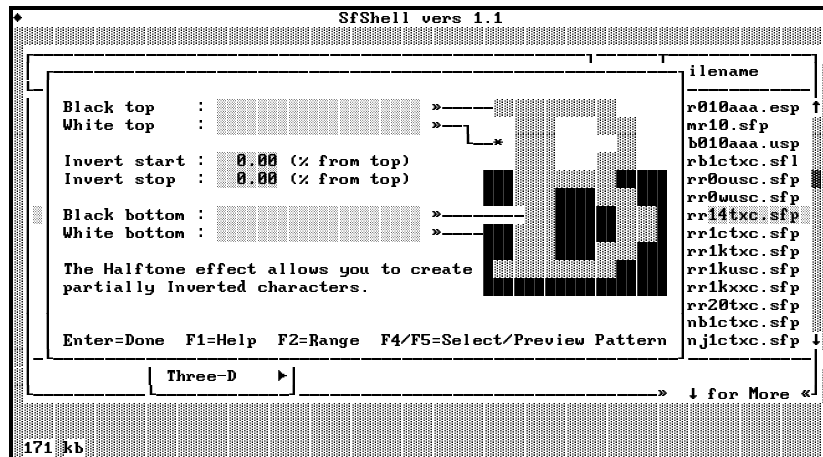 SfShell vers 1.1
ilename
Black top :
White top :
Invert start : 0.00 (% from top)
Invert stop : 0.00 (% from top)
Black bottom :
White bottom :
The Halftone effect allows you to create
partially Inverted characters.
Enter=Done F1=Help F2=Range F4/F5=Select/Preview Pattern
r010aaa.esp
mr10.sfp
b010aaa.usp
rb1ctxc.sfl
rr0ousc.sfp
rr0wusc.sfp
rr14txc.sfp
rr1ctxc.sfp
rr1ktxc.sfp
rr1kusc.sfp
rr1kxxc.sfp
rr20txc.sfp
nb1ctxc.sfp
nj1ctxc.sfp
Three-D
↓ for More
171 kb